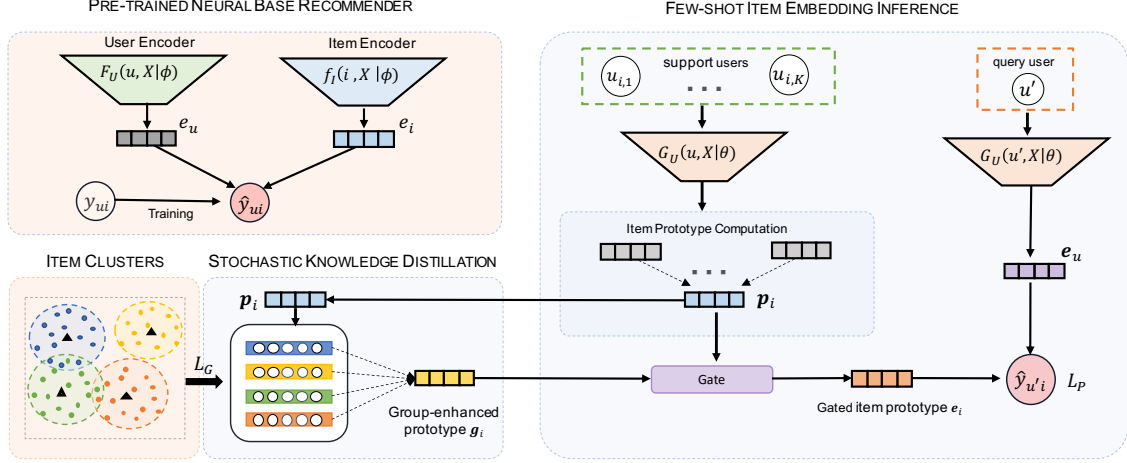 PRE-TRAINED NEURAL BASE RECOMMENDER
User Encoder
Item Encoder
F_U(u, X|ϕ)
f_I(i, X|ϕ)
e_u
e_i
y_ui
Training
ŷ_ui
ITEM CLUSTERS
L_G
STOCHASTIC KNOWLEDGE DISTILLATION
p_i
Group-enhanced
prototype g_i
FEW-SHOT ITEM EMBEDDING INFERENCE
support users
u_i,1
...
u_i,K
query user
u′
G_U(u, X|θ)
G_U(u′, X|θ)
Item Prototype Computation
...
p_i
e_u
Gate
Gated item prototype e_i
ŷ_u′i
L_P